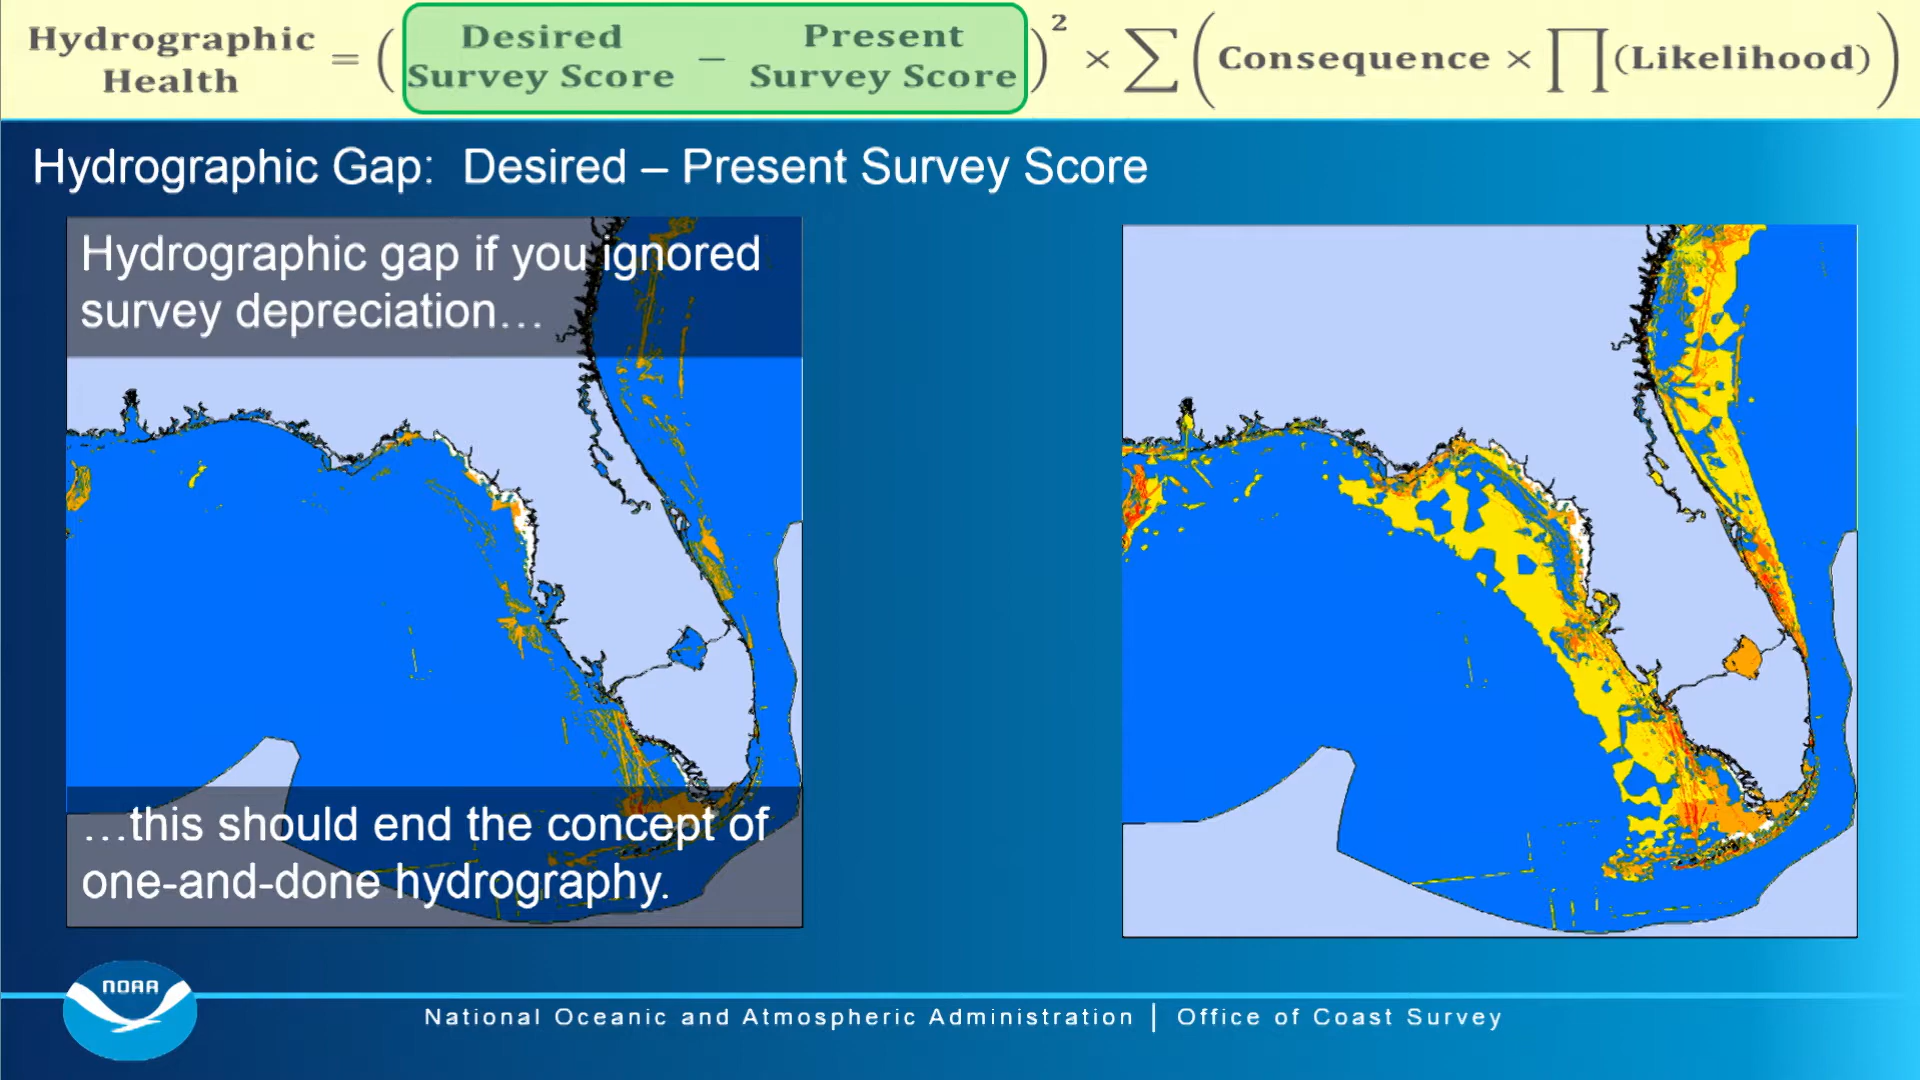 Hydrographic Health = (Desired Survey Score − Present Survey Score)² × ∑(Consequence × ∏(Likelihood))
Hydrographic Gap: Desired – Present Survey Score
Hydrographic gap if you ignored
survey depreciation…
…this should end the concept of
one-and-done hydrography.
NOAA
National Oceanic and Atmospheric Administration | Office of Coast Survey